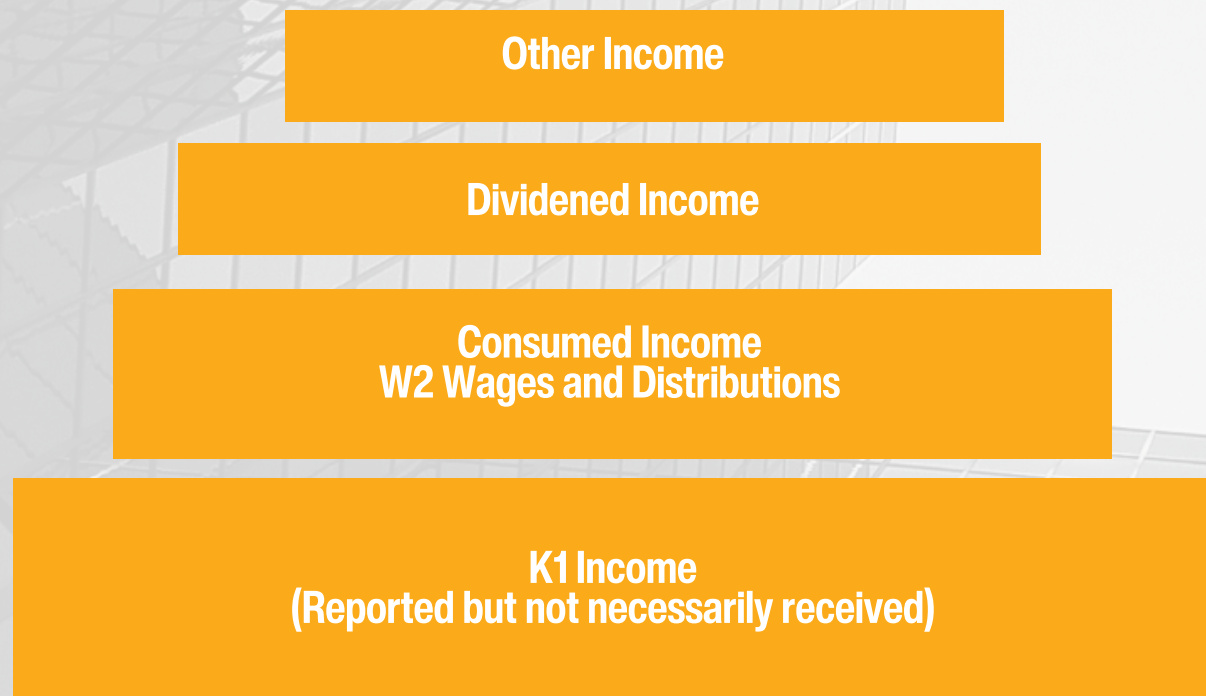 Other Income
Dividened Income
Consumed Income
W2 Wages and Distributions
K1 Income
(Reported but not necessarily received)